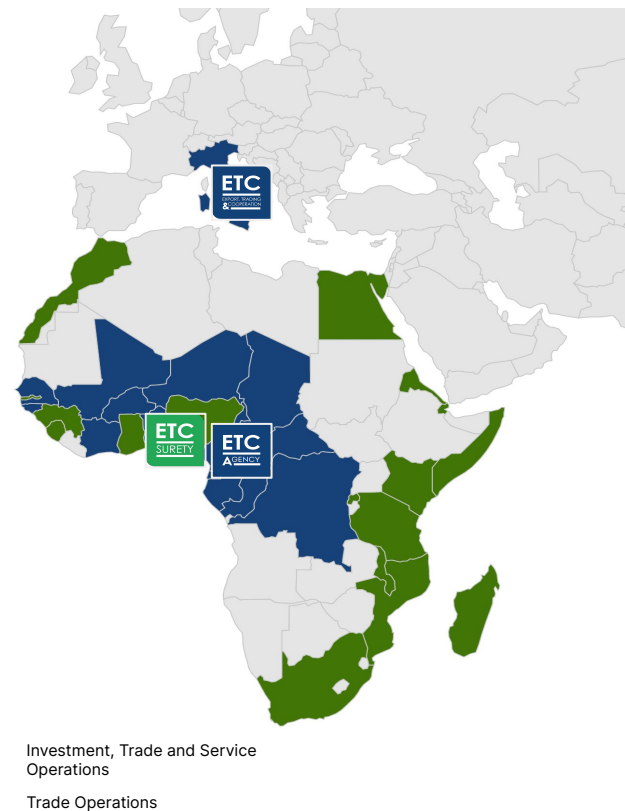 ETC
EXPORT, TRADING
&COOPERATION
ETC
SURETY
ETC
AGENCY
Investment, Trade and Service
Operations
Trade Operations